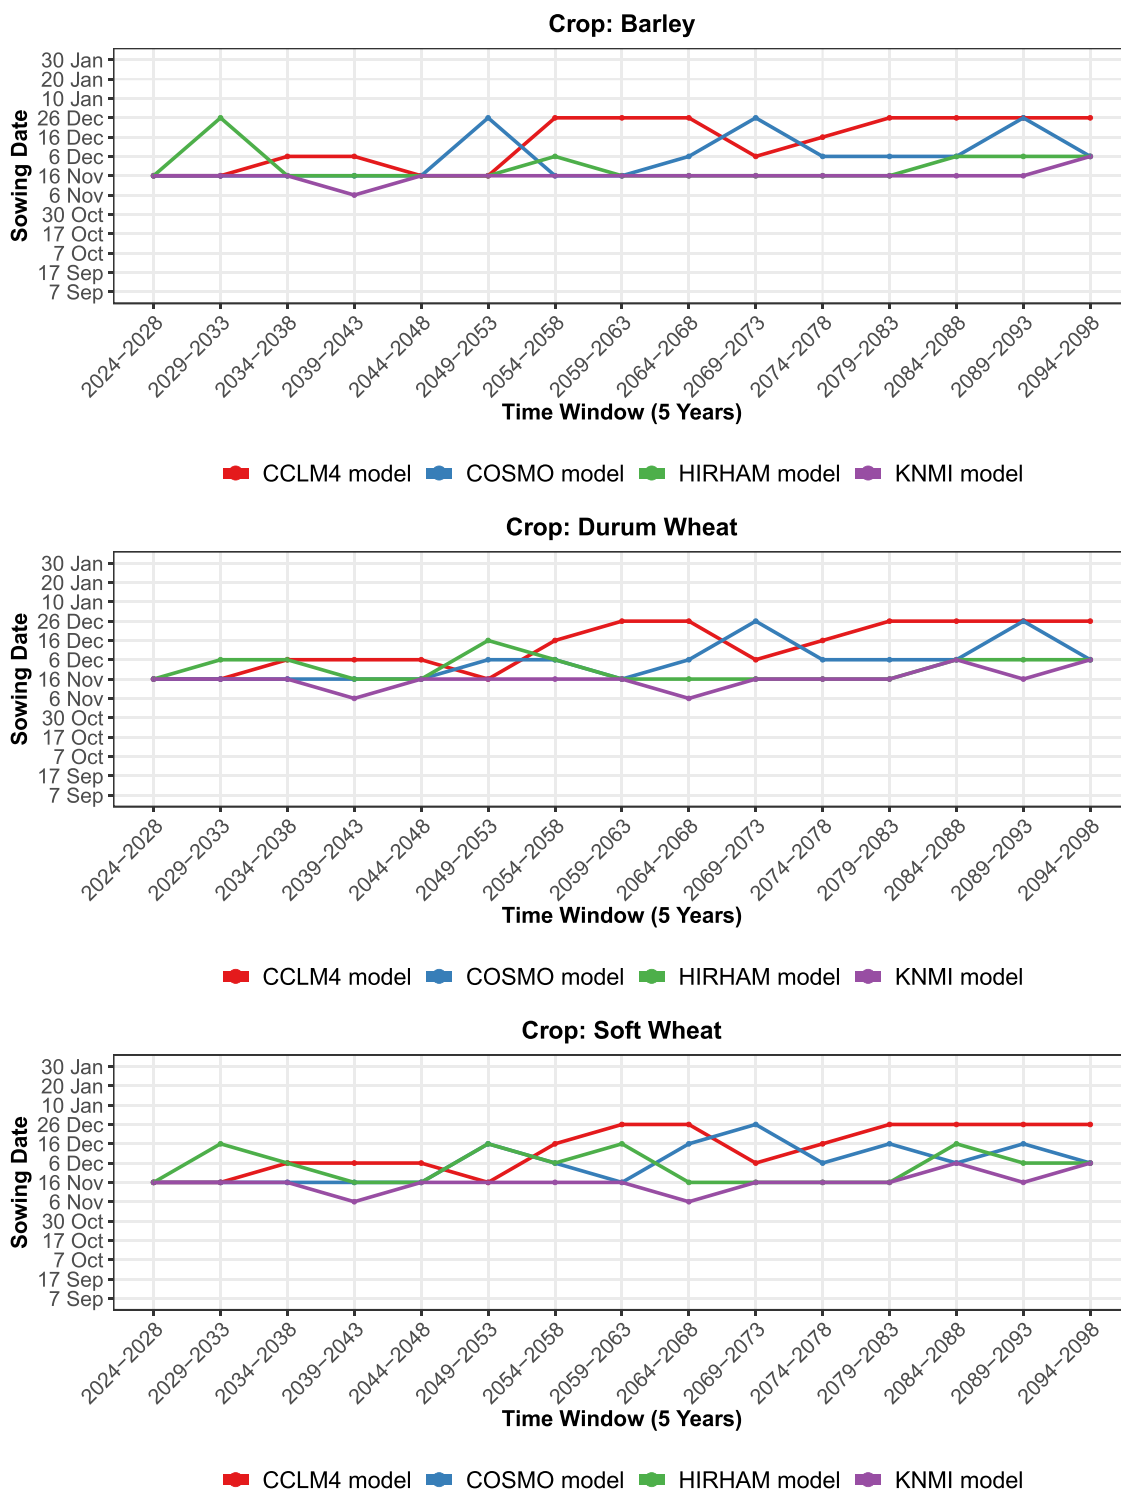 Crop: Barley
Sowing Date
30 Jan
20 Jan
10 Jan
26 Dec
16 Dec
6 Dec
16 Nov
6 Nov
30 Oct
17 Oct
7 Oct
17 Sep
7 Sep
2024–2028
2029–2033
2034–2038
2039–2043
2044–2048
2049–2053
2054–2058
2059–2063
2064–2068
2069–2073
2074–2078
2079–2083
2084–2088
2089–2093
2094–2098
Time Window (5 Years)
CCLM4 model COSMO model HIRHAM model KNMI model
Crop: Durum Wheat
Sowing Date
30 Jan
20 Jan
10 Jan
26 Dec
16 Dec
6 Dec
16 Nov
6 Nov
30 Oct
17 Oct
7 Oct
17 Sep
7 Sep
2024–2028
2029–2033
2034–2038
2039–2043
2044–2048
2049–2053
2054–2058
2059–2063
2064–2068
2069–2073
2074–2078
2079–2083
2084–2088
2089–2093
2094–2098
Time Window (5 Years)
CCLM4 model COSMO model HIRHAM model KNMI model
Crop: Soft Wheat
Sowing Date
30 Jan
20 Jan
10 Jan
26 Dec
16 Dec
6 Dec
16 Nov
6 Nov
30 Oct
17 Oct
7 Oct
17 Sep
7 Sep
2024–2028
2029–2033
2034–2038
2039–2043
2044–2048
2049–2053
2054–2058
2059–2063
2064–2068
2069–2073
2074–2078
2079–2083
2084–2088
2089–2093
2094–2098
Time Window (5 Years)
CCLM4 model COSMO model HIRHAM model KNMI model